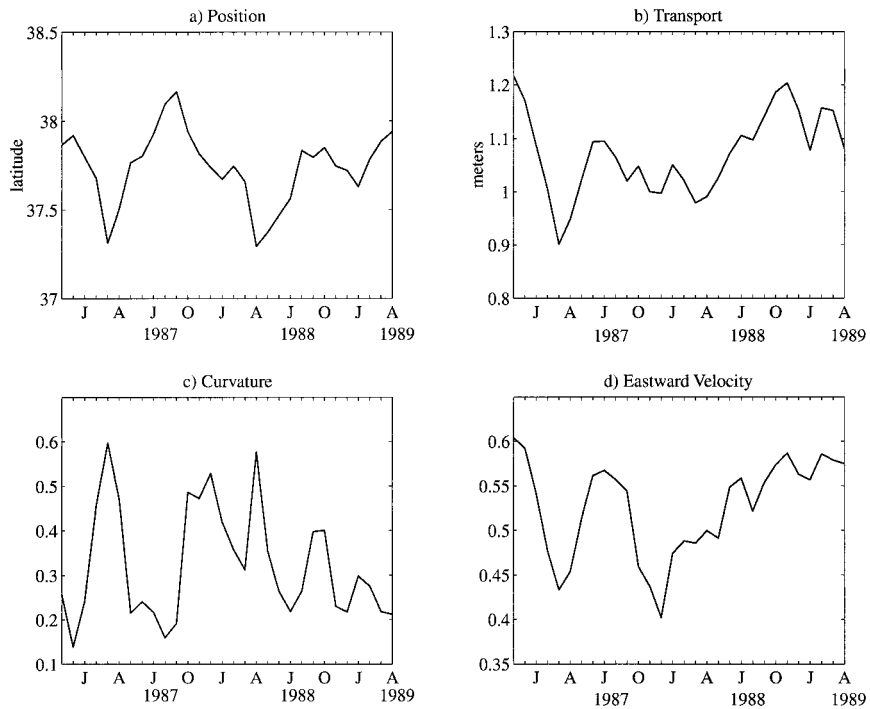 a) Position
38.5
38
37.5
37
latitude
J A J O J A J O J A
1987 1988 1989
b) Transport
1.3
1.2
1.1
1
0.9
0.8
meters
J A J O J A J O J A
1987 1988 1989
c) Curvature
0.6
0.5
0.4
0.3
0.2
0.1
J A J O J A J O J A
1987 1988 1989
d) Eastward Velocity
0.6
0.55
0.5
0.45
0.4
0.35
J A J O J A J O J A
1987 1988 1989